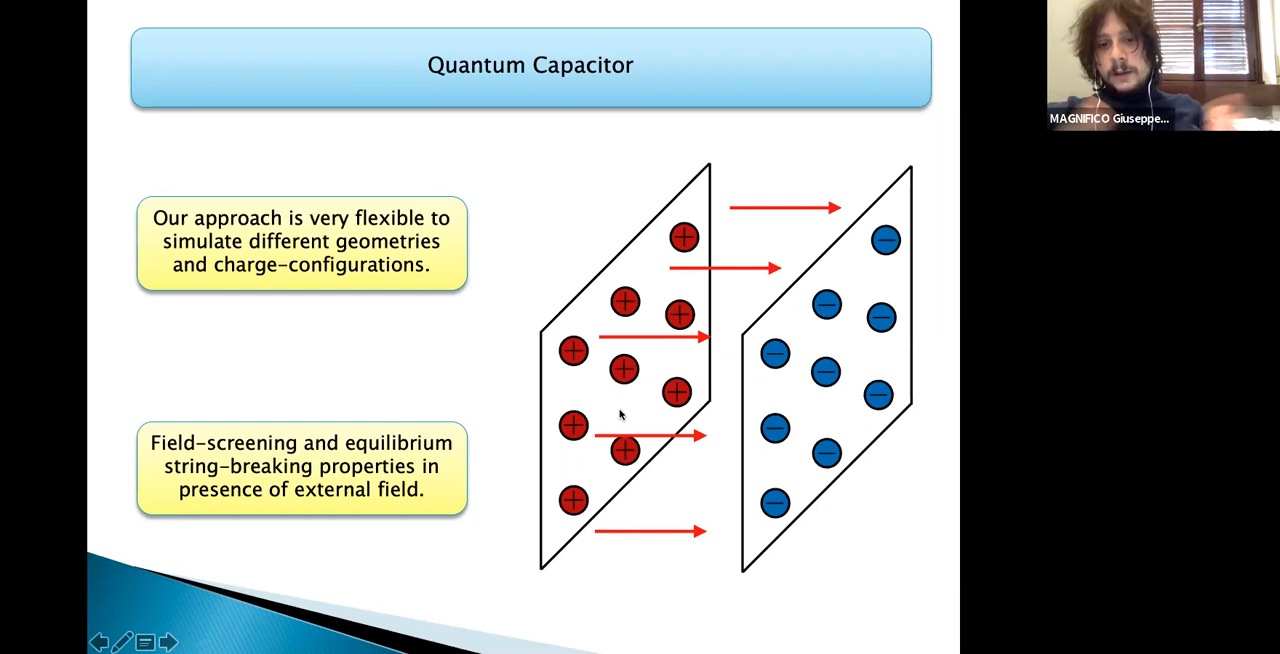 Quantum Capacitor
MAGNIFICO Giuseppe...
Our approach is very flexible to
simulate different geometries
and charge-configurations.
Field-screening and equilibrium
string-breaking properties in
presence of external field.